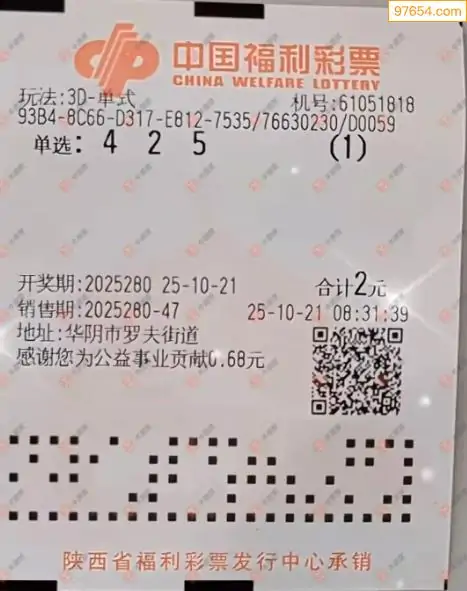 97654.com
中国福利彩票
CHINA WELFARE LOTTERY
玩法:3D-单式 机号:61051818
93B4-8C66-D317-E812-7535/76630230/D0059
单选: 4 2 5 (1)
开奖期:2025280 25-10-21 合计2元
销售期:2025280-47 25-10-21 08:31:39
地址:华阴市罗夫街道
感谢您为公益事业贡献0.68元
陕西省福利彩票发行中心承销